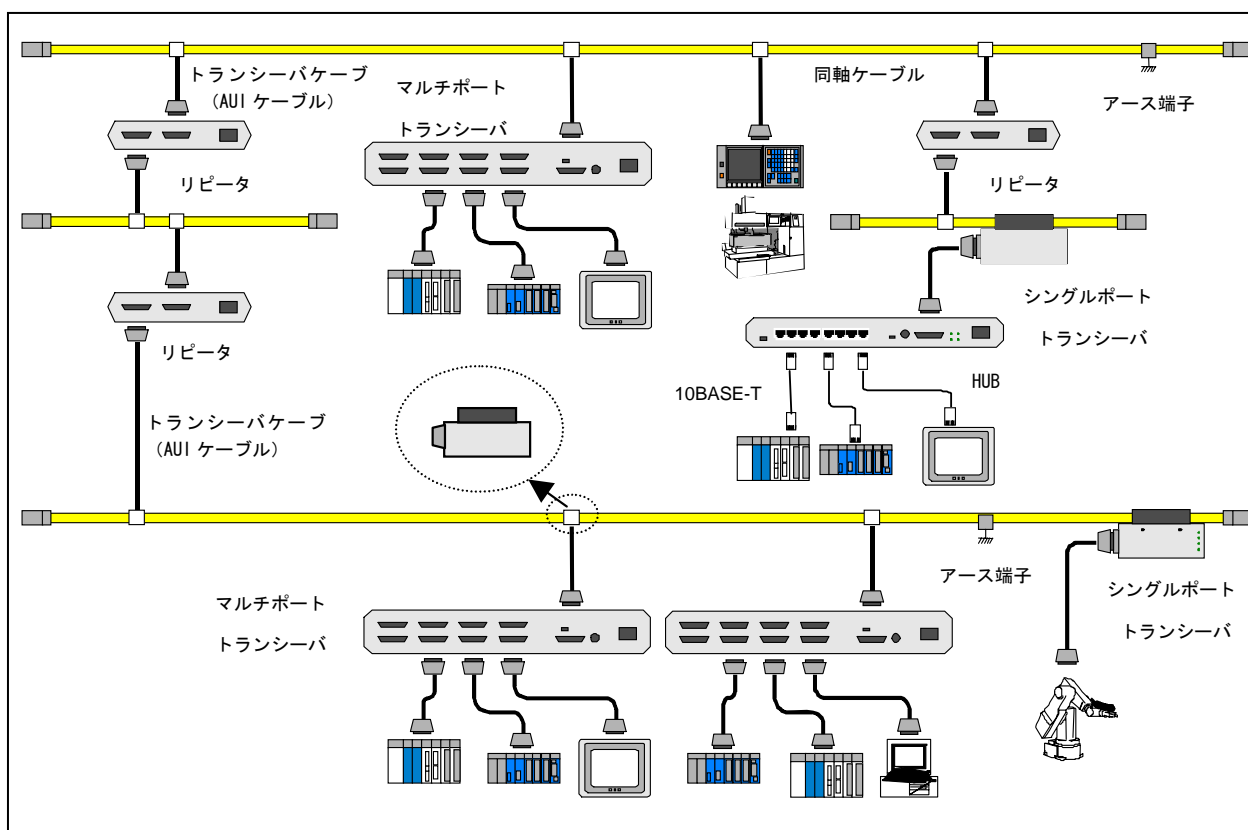 トランシーバケーブ
（AUI ケーブル）
マルチポート
トランシーバ
同軸ケーブル
アース端子
リピータ
リピータ
シングルポート
トランシーバ
リピータ
HUB
10BASE-T
トランシーバケーブ
（AUI ケーブル）
アース端子
シングルポート
トランシーバ
マルチポート
トランシーバ